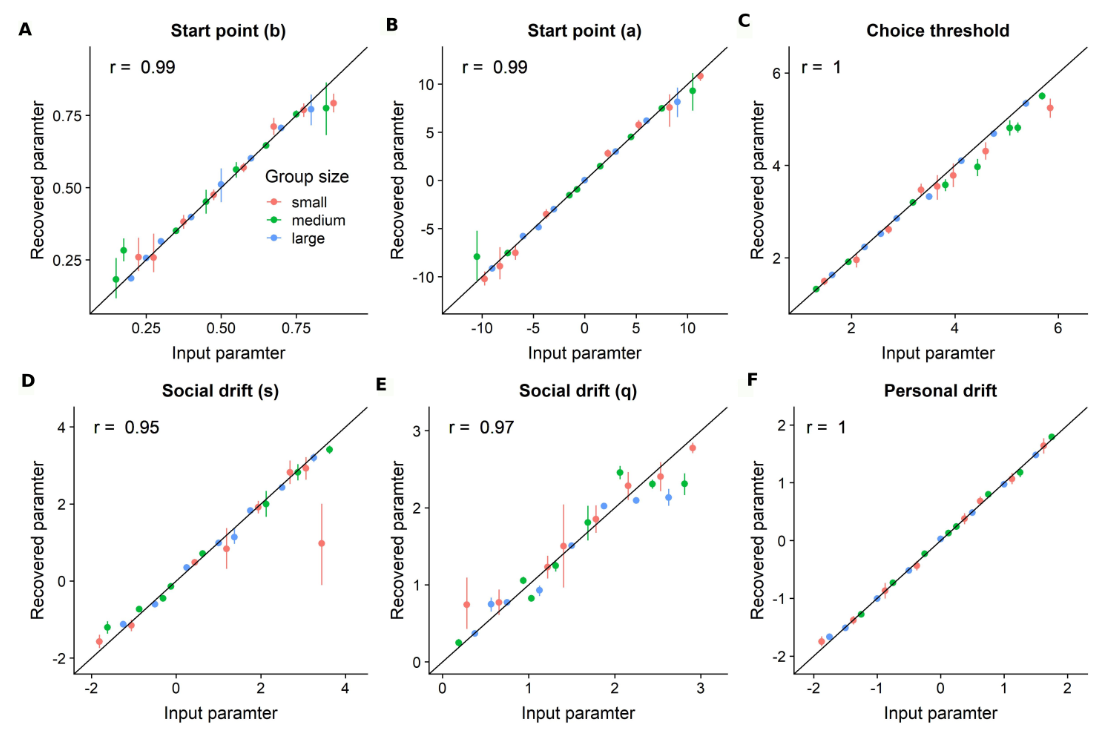 A
Start point (b)
r = 0.99
0.75
0.50
0.25
0.25 0.50 0.75
Recovered paramter
Input paramter
Group size
small
medium
large
B
Start point (a)
r = 0.99
10
5
0
-5
-10
-10 -5 0 5 10
Recovered paramter
Input paramter
C
Choice threshold
r = 1
6
4
2
2 4 6
Recovered paramter
Input paramter
D
Social drift (s)
r = 0.95
4
2
0
-2
-2 0 2 4
Recovered paramter
Input paramter
E
Social drift (q)
r = 0.97
3
2
1
0
0 1 2 3
Recovered paramter
Input paramter
F
Personal drift
r = 1
2
1
0
-1
-2
-2 -1 0 1 2
Recovered paramter
Input paramter